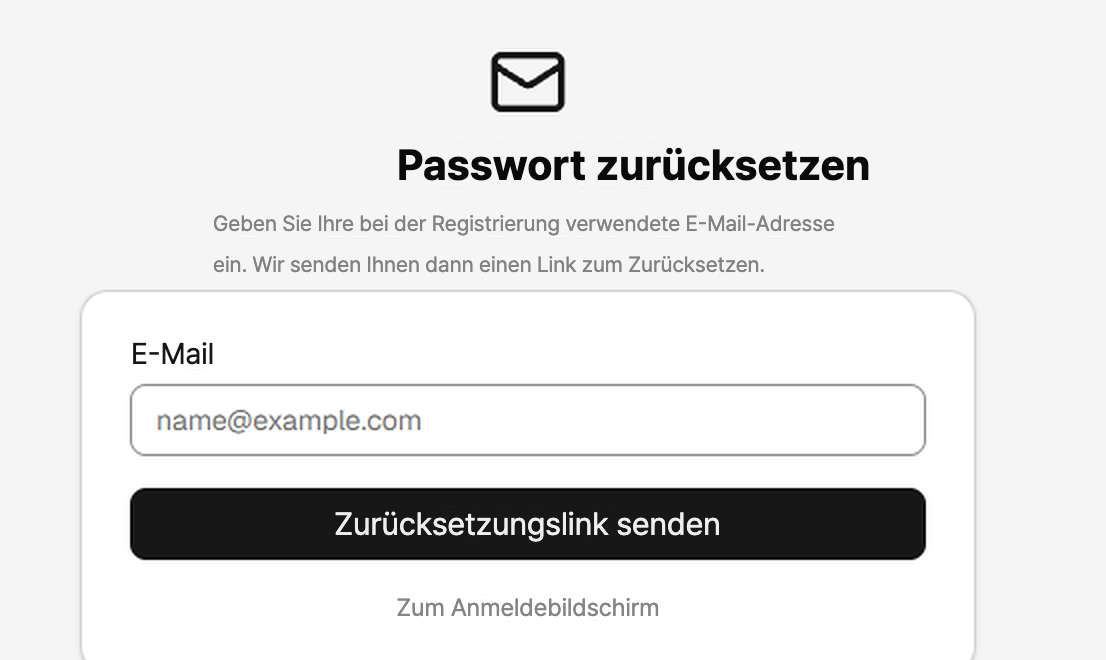 Passwort zurücksetzen
Geben Sie Ihre bei der Registrierung verwendete E-Mail-Adresse
ein. Wir senden Ihnen dann einen Link zum Zurücksetzen.
E-Mail
name@example.com
Zurücksetzungslink senden
Zum Anmeldebildschirm